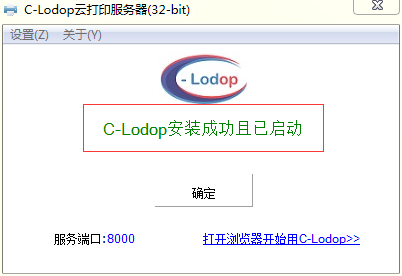 C-Lodop云打印服务器(32-bit)
设置(Z) 关于(Y)
C-Lodop
C-Lodop安装成功且已启动
确定
服务端口:8000 打开浏览器开始用C-Lodop>>